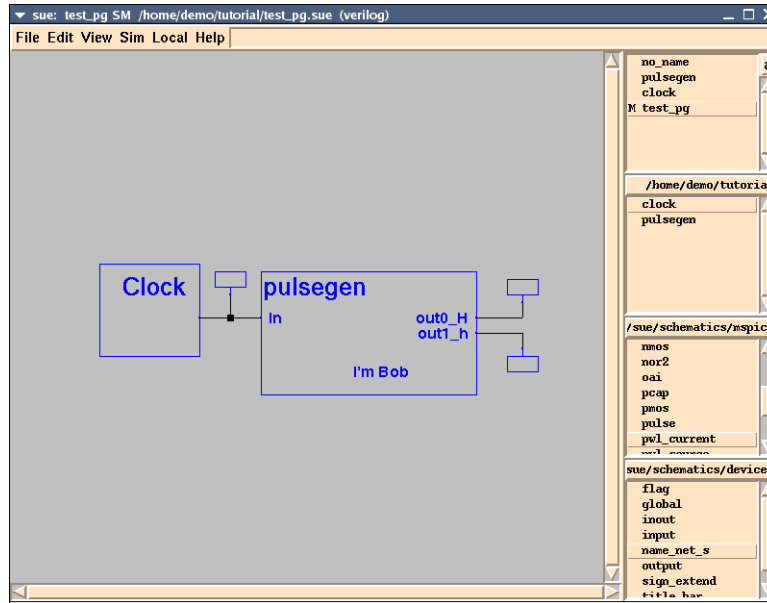 sue: test_pg SM /home/demo/tutorial/test_pg.sue (verilog)
File Edit View Sim Local Help
no_name
pulsegen
clock
M test_pg
/home/demo/tutoria
clock
pulsegen
/sue/schematics/mspic
nmos
nor2
oai
pcap
pmos
pulse
pwl_current
sue/schematics/device
flag
global
inout
input
name_net_s
output
sign_extend
title_bar
Clock
pulsegen
In
out0_H
out1_h
I'm Bob